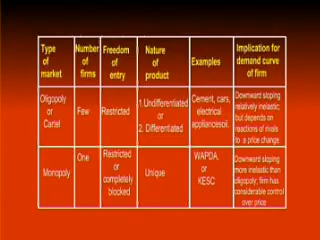 Type of market
Number of firms
Freedom of entry
Nature of product
Examples
Implication for demand curve of firm
Oligopoly or Cartel
Few
Restricted
1.Undifferentiated or 2. Differentiated
Cement, cars, electrical appliancesoil.
Downward sloping relatively inelastic; but depends on reactions of rivals to a price change
Monopoly
One
Restricted or completely blocked
Unique
WAPDA, or KESC
Downward sloping more inelastic than oligopoly; firm has considerable control over price